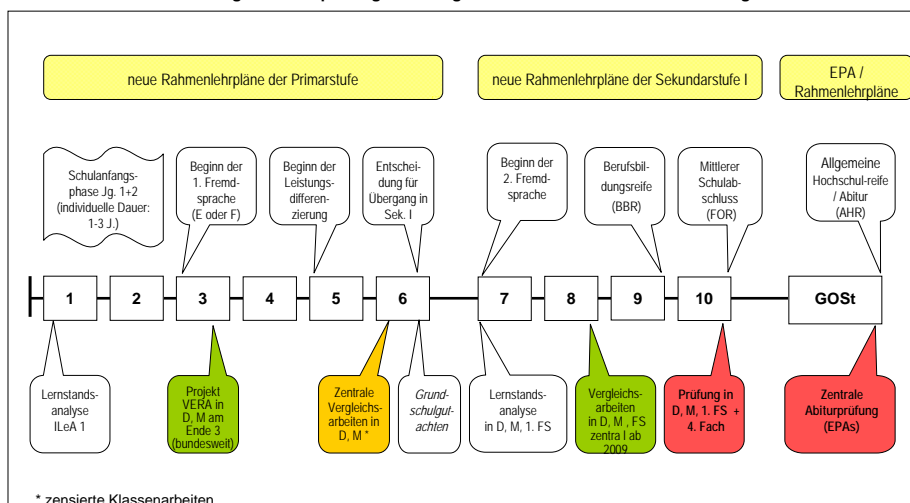 neue Rahmenlehrpläne der Primarstufe
neue Rahmenlehrpläne der Sekundarstufe I
EPA /
Rahmenlehrpläne
Schulanfangs-
phase Jg. 1+2
(individuelle Dauer:
1-3 J.)
Beginn der
1. Fremd-
sprache
(E oder F)
Beginn der
Leistungs-
differen-
zierung
Entschei-
dung für
Übergang in
Sek. I
Beginn der
2. Fremd-
sprache
Berufsbil-
dungsreife
(BBR)
Mittlerer
Schulab-
schluss
(FOR)
Allgemeine
Hochschul-reife
/ Abitur
(AHR)
1
2
3
4
5
6
7
8
9
10
GOSt
Lernstands-
analyse
ILeA 1
Projekt
VERA in
D, M am
Ende 3
(bundesweit)
Zentrale
Vergleichs-
arbeiten in
D, M *
Grund-
schulgut-
achten
Lernstands-
analyse
in D, M, 1. FS
Vergleichs-
arbeiten
in D, M , FS
zentra l ab
2009
Prüfung in
D, M, 1. FS +
4. Fach
Zentrale
Abiturprüfung
(EPAs)
* zensierte Klassenarbeiten